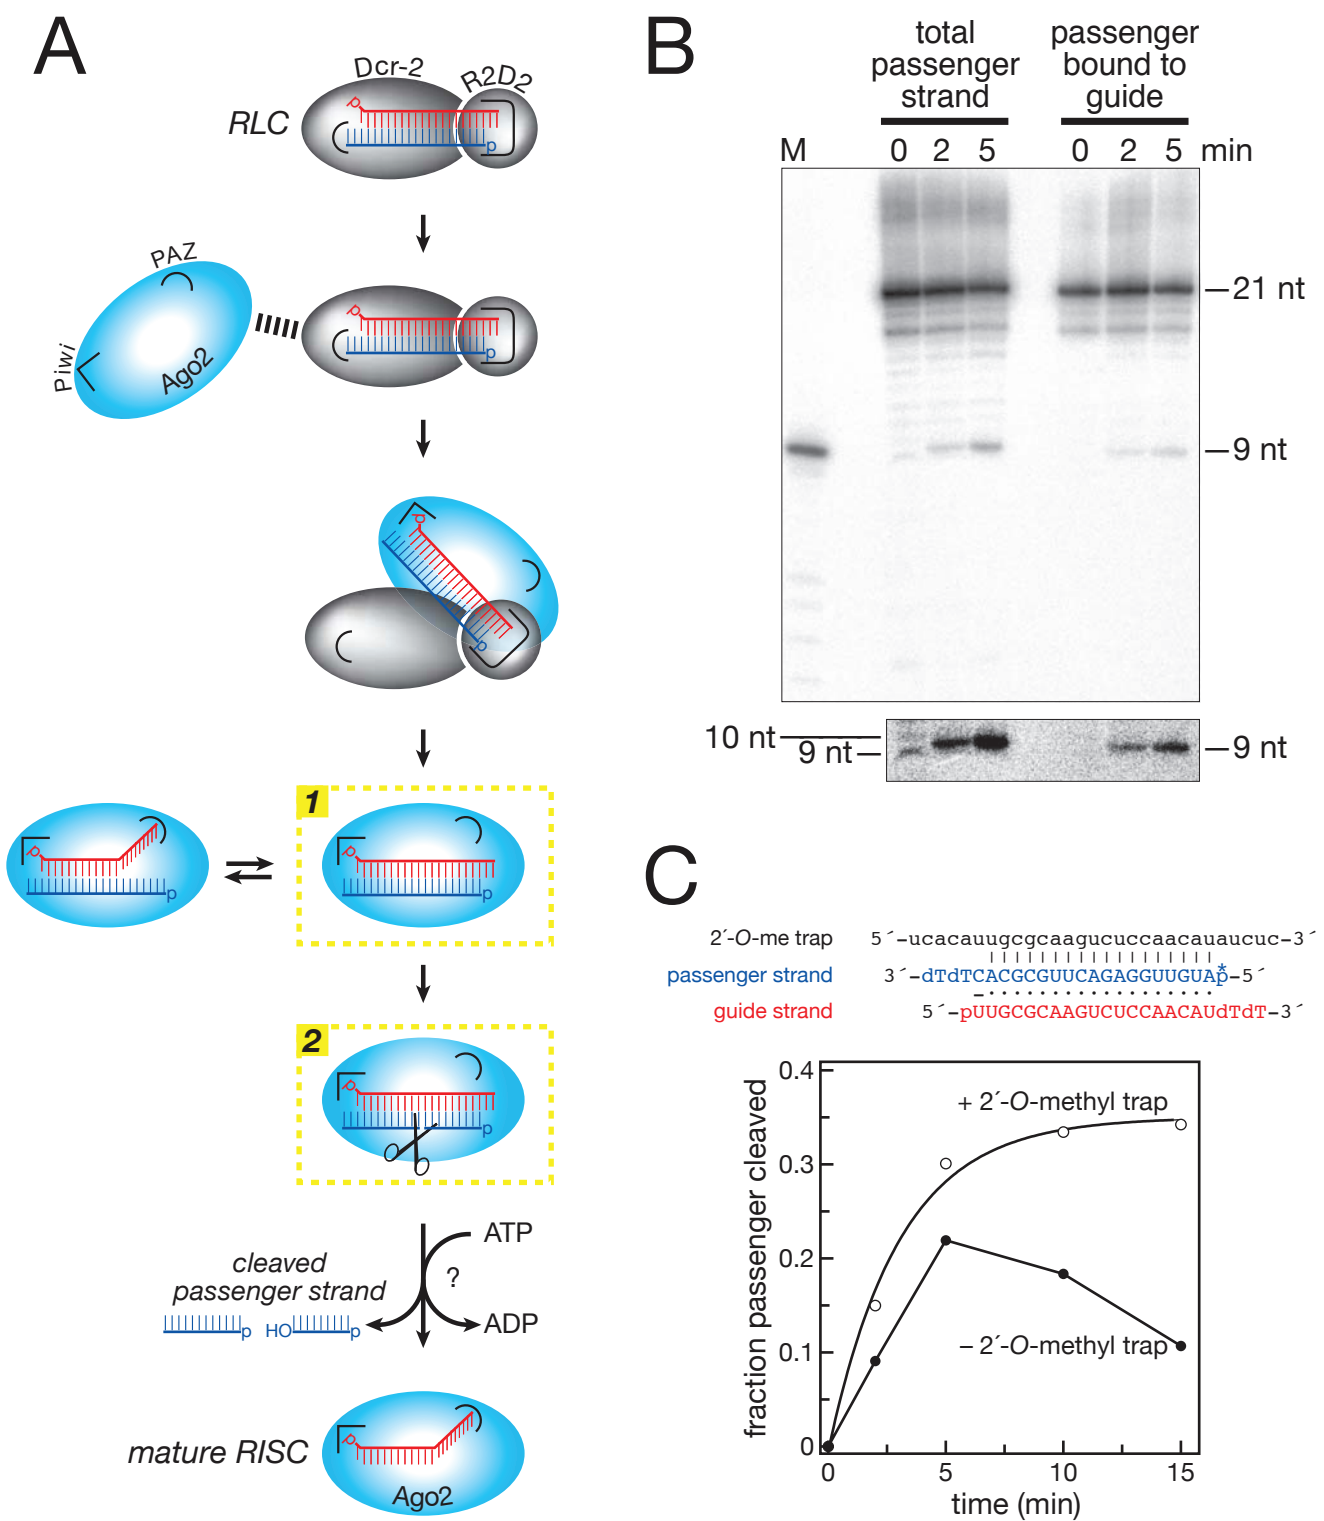 A
Dcr-2
R2D2
RLC
p
p
PAZ
Piwi
Ago2
p
p
p
p
1
p
p
p
p
2
p
p
ATP
?
ADP
cleaved
passenger strand
p HO p
mature RISC
p
Ago2
B
total
passenger
strand
passenger
bound to
guide
M 0 2 5 0 2 5 min
21 nt
9 nt
10 nt
9 nt
9 nt
C
2´-O-me trap 5´-ucacauugcgcaagucuccaacauaucuc-3´
*
passenger strand 3´-dTdTCACGCGUUCAGAGGUUGUAp-5´
guide strand 5´-pUUGCGCAAGUCUCCAACAUdTdT-3´
fraction passenger cleaved
0.4
0.3
0.2
0.1
0
+ 2´-O-methyl trap
– 2´-O-methyl trap
0 5 10 15
time (min)